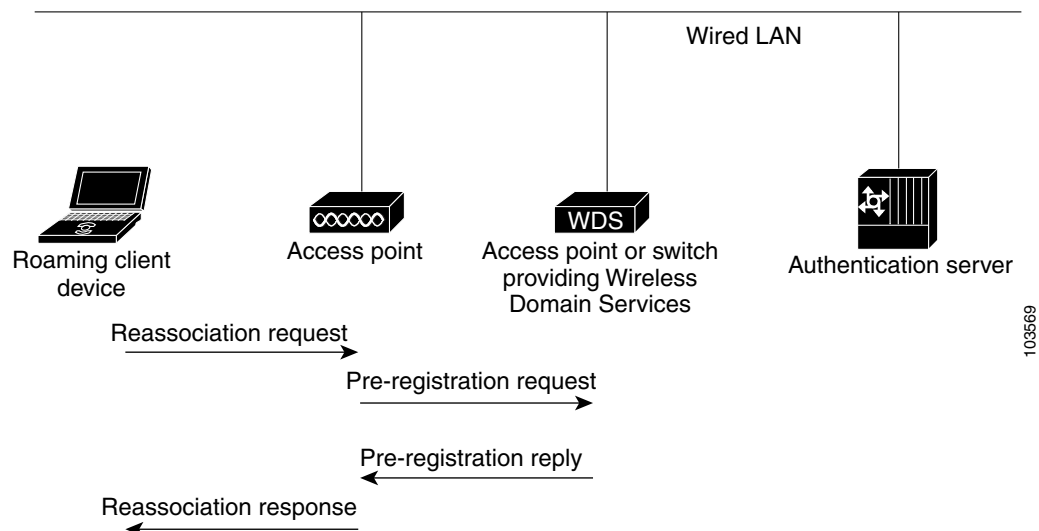 Wired LAN
WDS
Roaming client
device
Access point
Access point or switch
providing Wireless
Domain Services
Authentication server
103569
Reassociation request
Pre-registration request
Pre-registration reply
Reassociation response